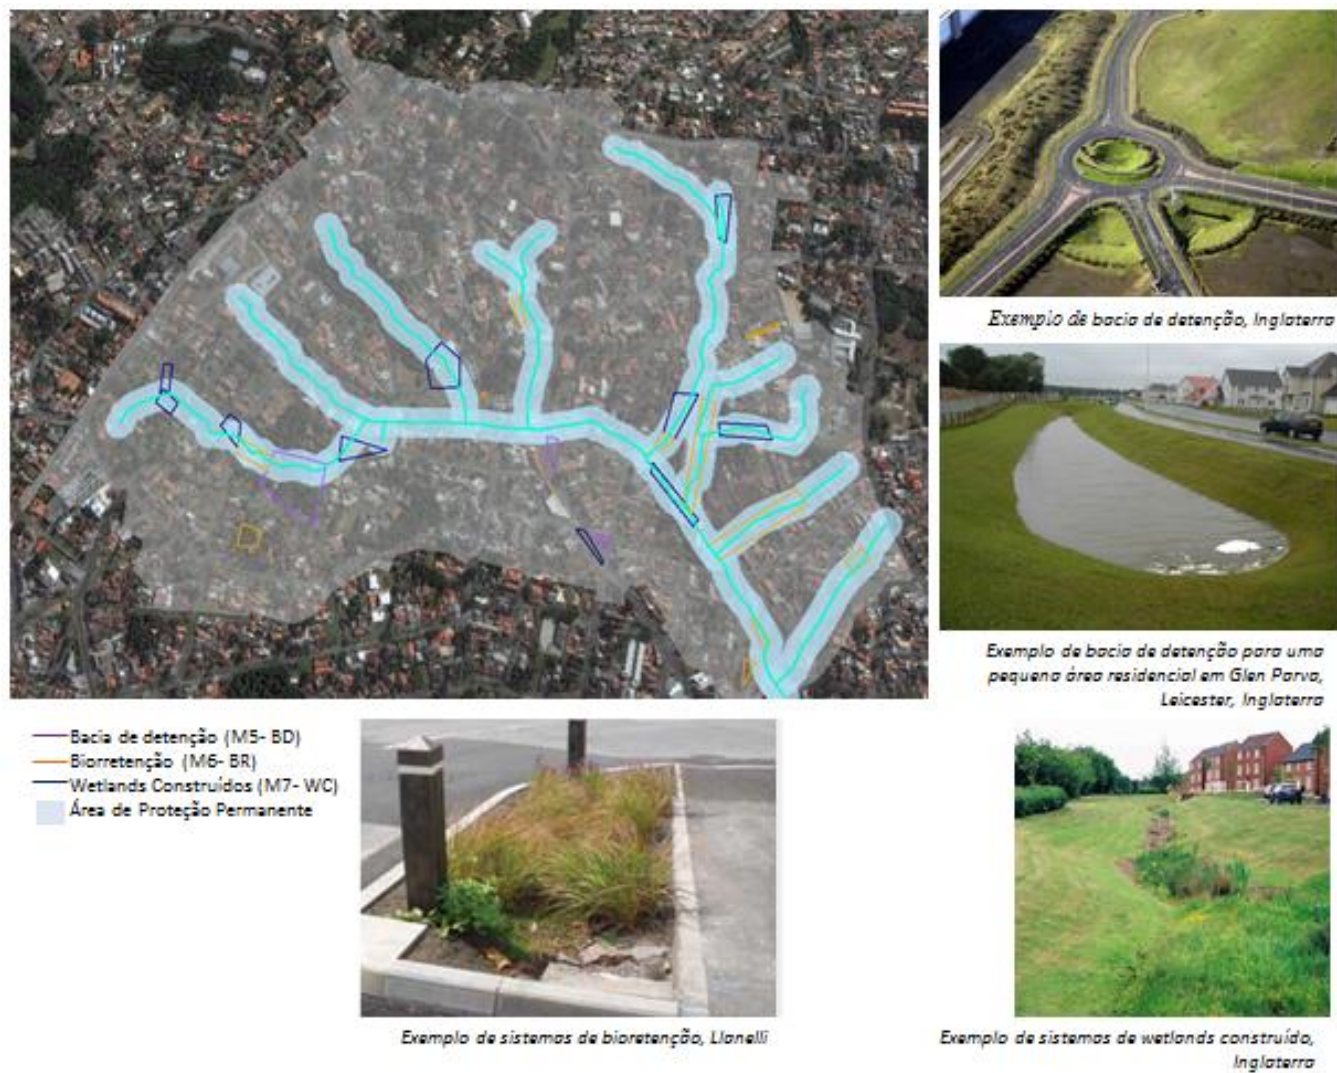 Exemplo de bacia de detenção, Inglaterra
Exemplo de bacia de detenção para uma
pequena área residencial em Glen Parva,
Leicester, Inglaterra
Bacia de detenção (M5- BD)
Biorretenção (M6- BR)
Wetlands Construídos (M7- WC)
Área de Proteção Permanente
Exemplo de sistemas de bioretenção, Llanelli
Exemplo de sistemas de wetlands construído,
Inglaterra